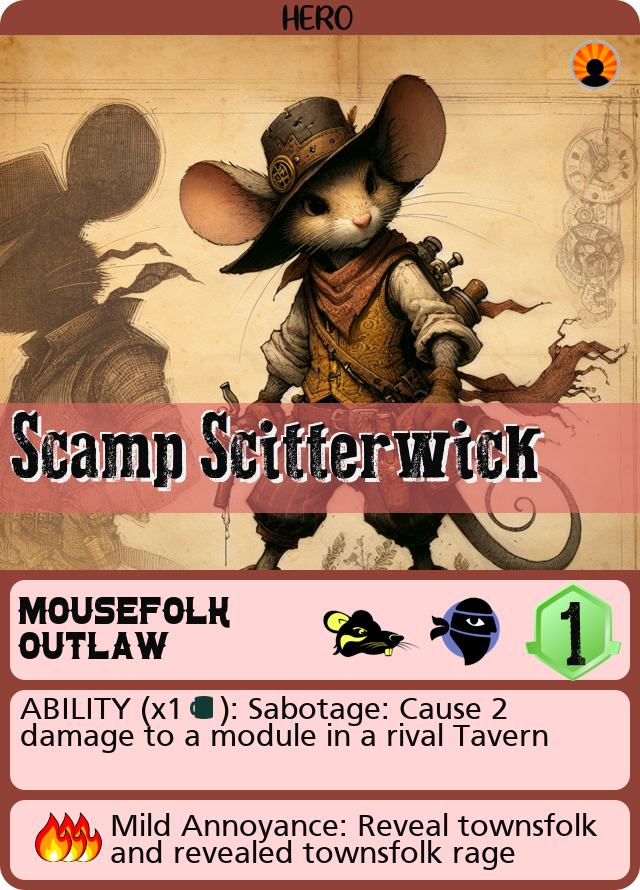 HERO
Scamp Scitterwick
MOUSEFOLK
OUTLAW
1
ABILITY (x1 ): Sabotage: Cause 2
damage to a module in a rival Tavern
Mild Annoyance: Reveal townsfolk
and revealed townsfolk rage